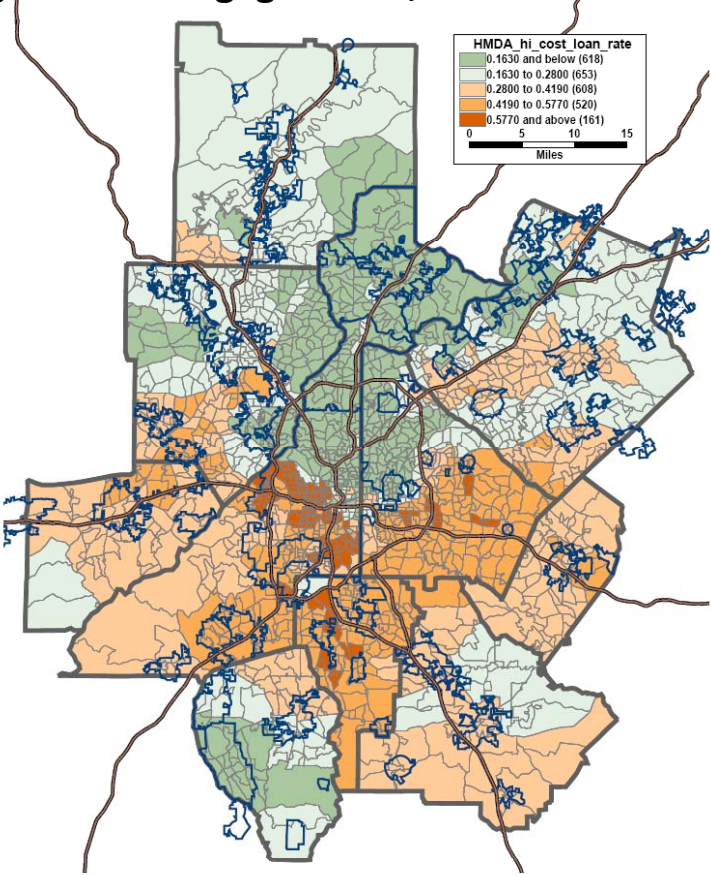 HMDA_hi_cost_loan_rate
0.1630 and below (618)
0.1630 to 0.2800 (653)
0.2800 to 0.4190 (608)
0.4190 to 0.5770 (520)
0.5770 and above (161)
0 5 10 15
Miles